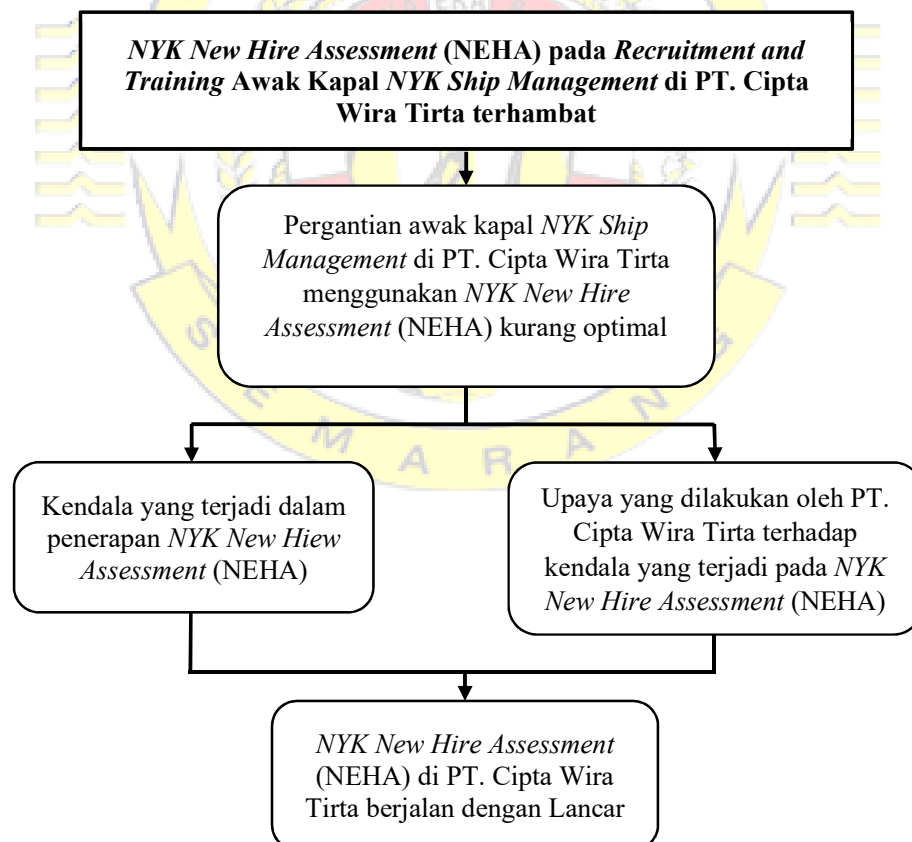 NYK New Hire Assessment (NEHA) pada Recruitment and
Training Awak Kapal NYK Ship Management di PT. Cipta
Wira Tirta terhambat
Pergantian awak kapal NYK Ship
Management di PT. Cipta Wira Tirta
menggunakan NYK New Hire
Assessment (NEHA) kurang optimal
SEMARANG
Kendala yang terjadi dalam
penerapan NYK New Hiew
Assessment (NEHA)
Upaya yang dilakukan oleh PT.
Cipta Wira Tirta terhadap
kendala yang terjadi pada NYK
New Hire Assessment (NEHA)
NYK New Hire Assessment
(NEHA) di PT. Cipta Wira
Tirta berjalan dengan Lancar